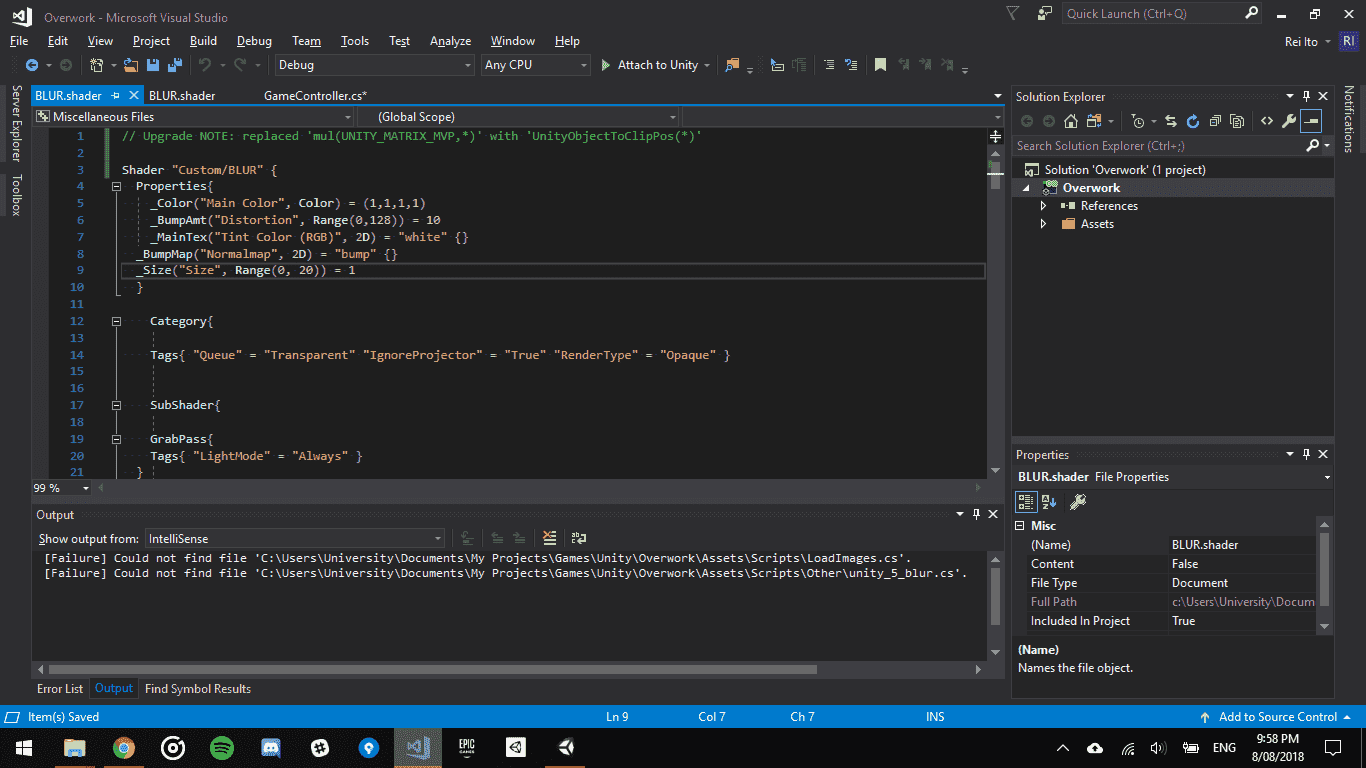 Overwork - Microsoft Visual Studio
Quick Launch (Ctrl+Q)
File Edit View Project Build Debug Team Tools Test Analyze Window Help
Rei Ito RI
Debug Any CPU Attach to Unity
Server Explorer
Toolbox
BLUR.shader BLUR.shader GameController.cs*
Miscellaneous Files (Global Scope)
1 // Upgrade NOTE: replaced 'mul(UNITY_MATRIX_MVP,*)' with 'UnityObjectToClipPos(*)'
2
3 Shader "Custom/BLUR" {
4 Properties{
5 _Color("Main Color", Color) = (1,1,1,1)
6 _BumpAmt("Distortion", Range(0,128)) = 10
7 _MainTex("Tint Color (RGB)", 2D) = "white" {}
8 _BumpMap("Normalmap", 2D) = "bump" {}
9 _Size("Size", Range(0, 20)) = 1
10 }
11
12 Category{
13
14 Tags{ "Queue" = "Transparent" "IgnoreProjector" = "True" "RenderType" = "Opaque" }
15
16
17 SubShader{
18
19 GrabPass{
20 Tags{ "LightMode" = "Always" }
21 }
99 %
Output
Show output from: IntelliSense
[Failure] Could not find file 'C:\Users\University\Documents\My Projects\Games\Unity\Overwork\Assets\Scripts\LoadImages.cs'.
[Failure] Could not find file 'C:\Users\University\Documents\My Projects\Games\Unity\Overwork\Assets\Scripts\Other\unity_5_blur.cs'.
Error List Output Find Symbol Results
Solution Explorer
Search Solution Explorer (Ctrl+;)
Solution 'Overwork' (1 project)
Overwork
References
Assets
Properties
BLUR.shader File Properties
Misc
(Name) BLUR.shader
Content False
File Type Document
Full Path c:\Users\University\Docum
Included In Project True
(Name)
Names the file object.
Notifications
Item(s) Saved Ln 9 Col 7 Ch 7 INS Add to Source Control
EPIC GAMES
ENG
9:58 PM
8/08/2018